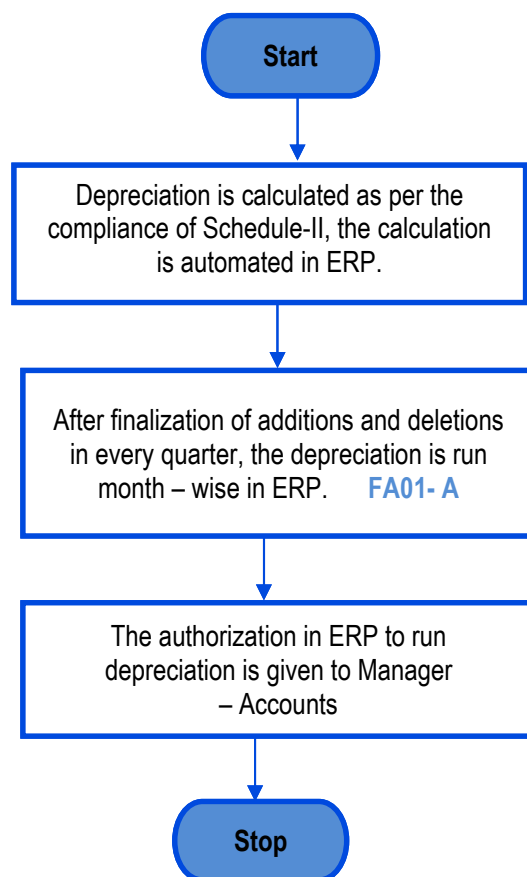 Start
Depreciation is calculated as per the
compliance of Schedule-II, the calculation
is automated in ERP.
After finalization of additions and deletions
in every quarter, the depreciation is run
month – wise in ERP. FA01- A
The authorization in ERP to run
depreciation is given to Manager
– Accounts
Stop